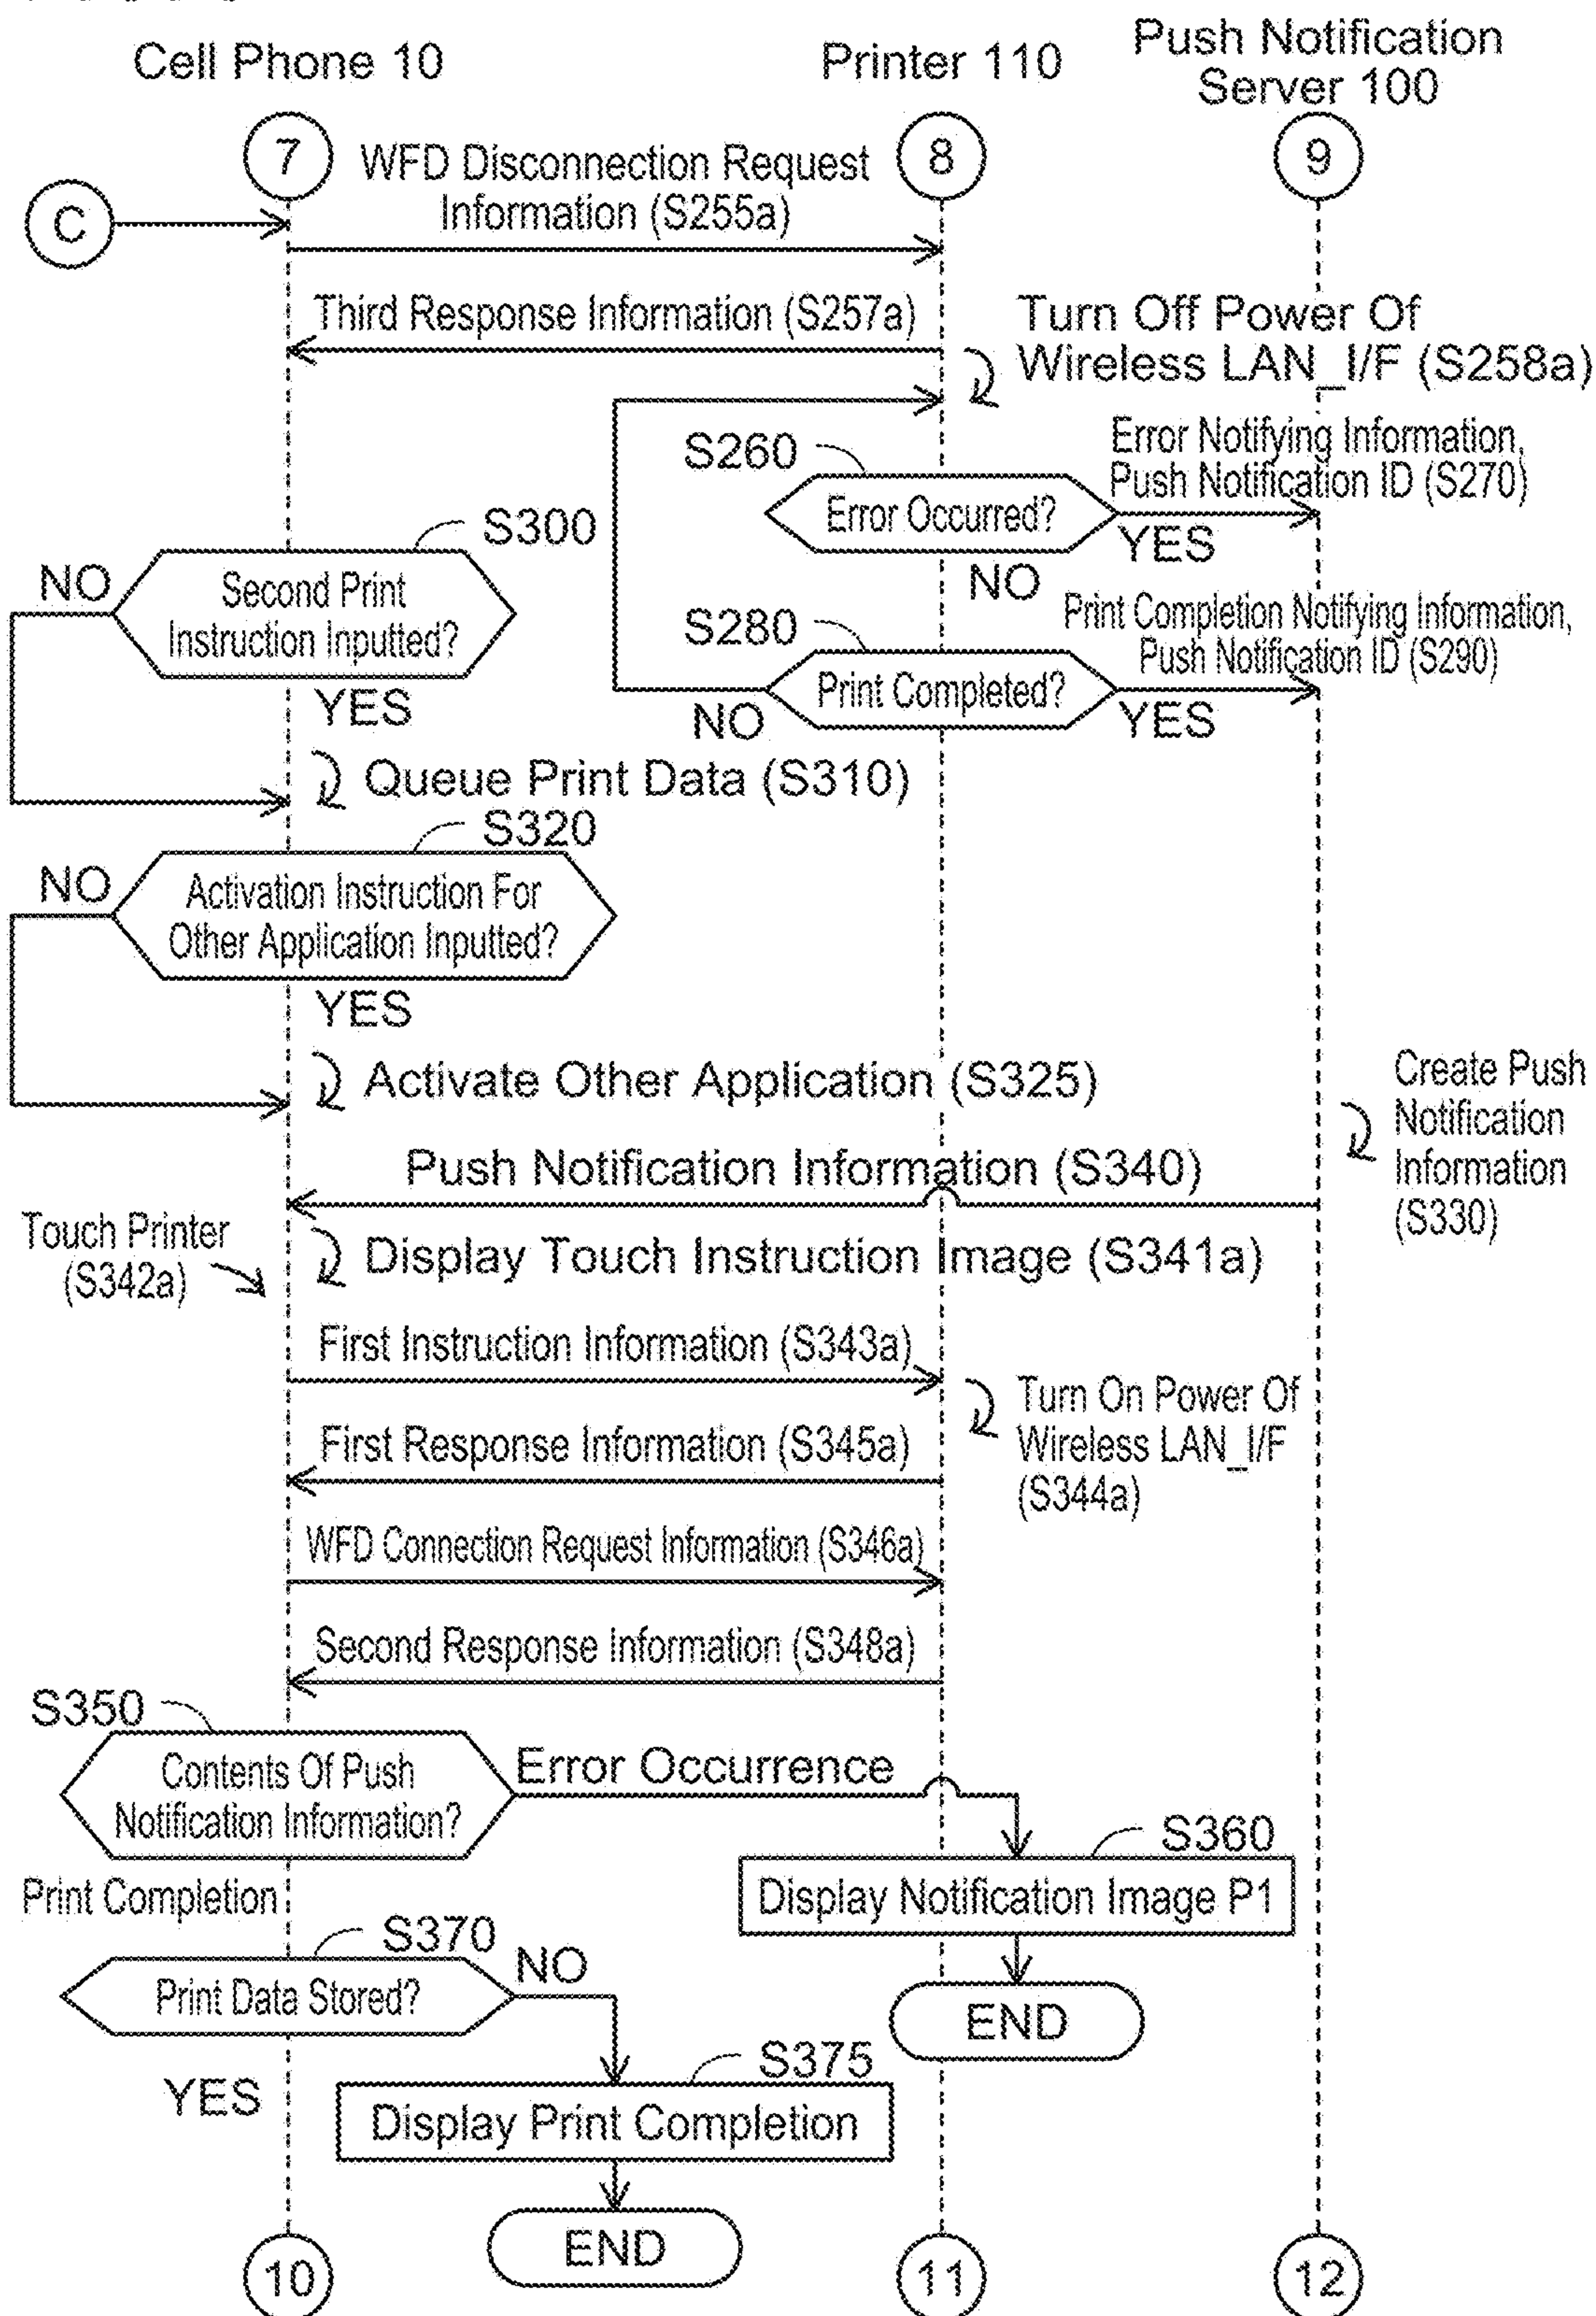 Cell Phone 10
Printer 110
Push Notification
Server 100
7
8
9
C
WFD Disconnection Request
Information (S255a)
Third Response Information (S257a)
Turn Off Power Of
Wireless LAN_I/F (S258a)
S260
Error Occurred?
Error Notifying Information,
Push Notification ID (S270)
YES
NO
S300
NO
Second Print
Instruction Inputted?
YES
S280
Print Completed?
Print Completion Notifying Information,
Push Notification ID (S290)
NO
YES
Queue Print Data (S310)
S320
NO
Activation Instruction For
Other Application Inputted?
YES
Activate Other Application (S325)
Create Push
Notification
Information
(S330)
Push Notification Information (S340)
Touch Printer
(S342a)
Display Touch Instruction Image (S341a)
First Instruction Information (S343a)
Turn On Power Of
Wireless LAN_I/F
(S344a)
First Response Information (S345a)
WFD Connection Request Information (S346a)
Second Response Information (S348a)
S350
Contents Of Push
Notification Information?
Error Occurrence
S360
Display Notification Image P1
END
Print Completion
S370
Print Data Stored?
NO
YES
S375
Display Print Completion
END
10
11
12